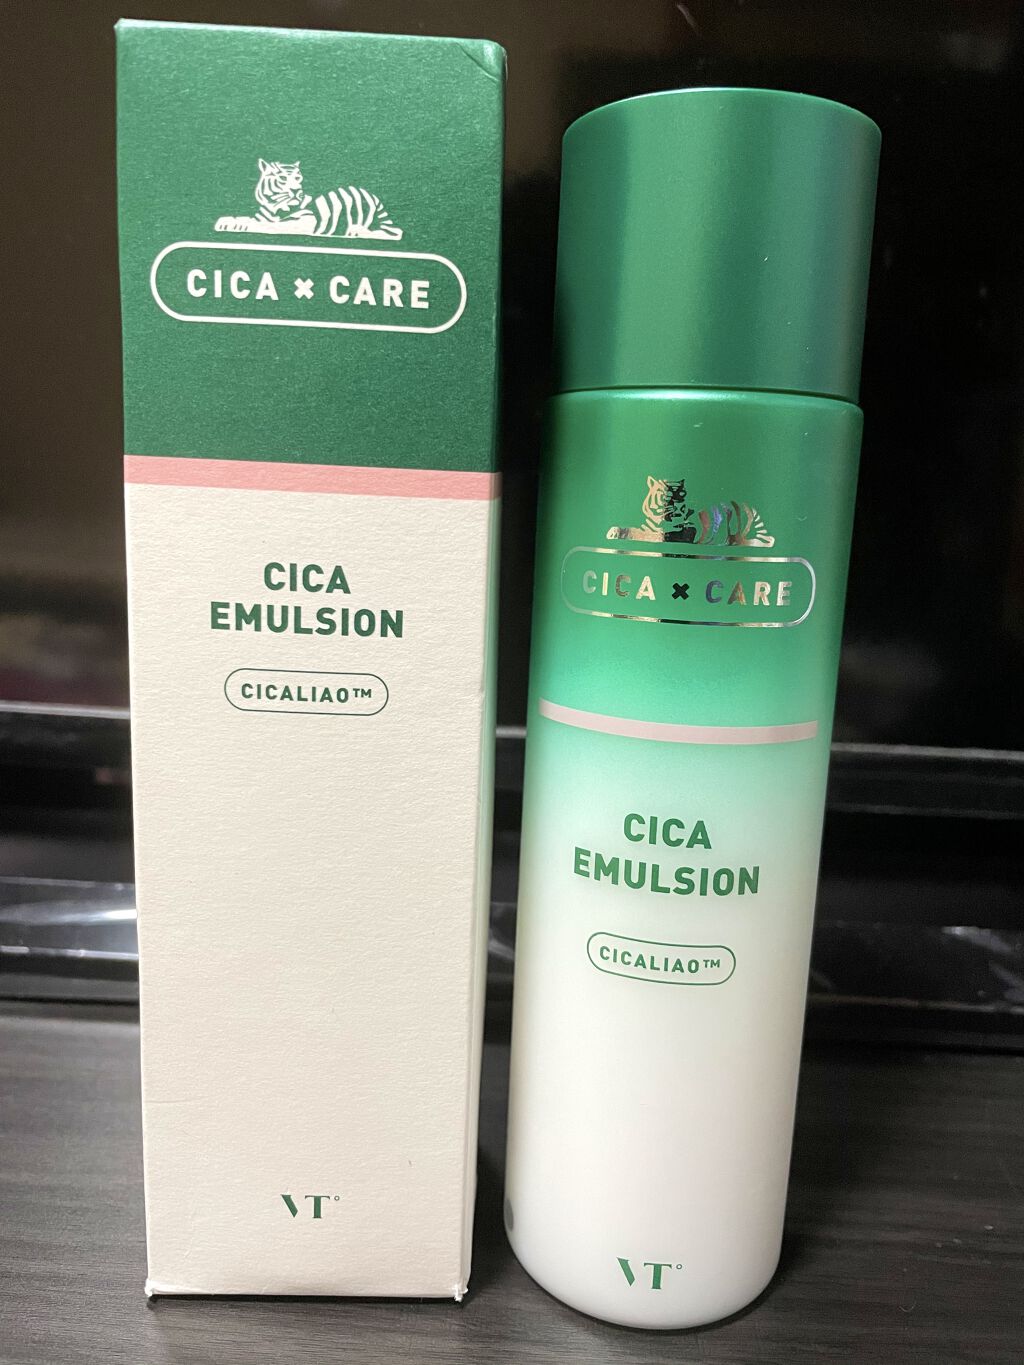 CICA × CARE
CICA
EMULSION
CICALIAO™
VT°
CICA × CARE
CICA
EMULSION
CICALIAO™
VT°